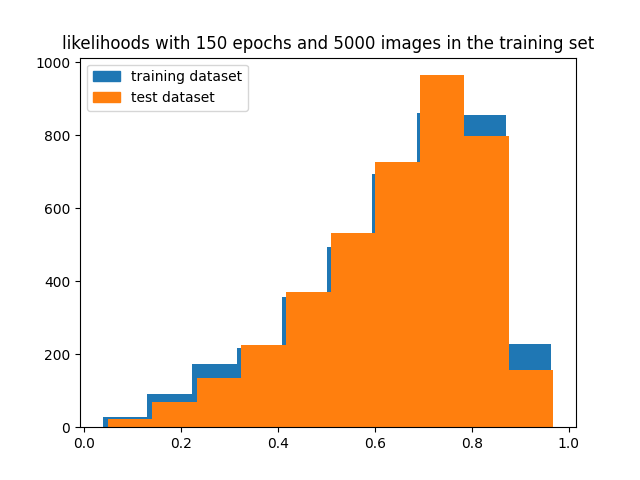 likelihoods with 150 epochs and 5000 images in the training set
training dataset
test dataset
1000
800
600
400
200
0
0.0 0.2 0.4 0.6 0.8 1.0